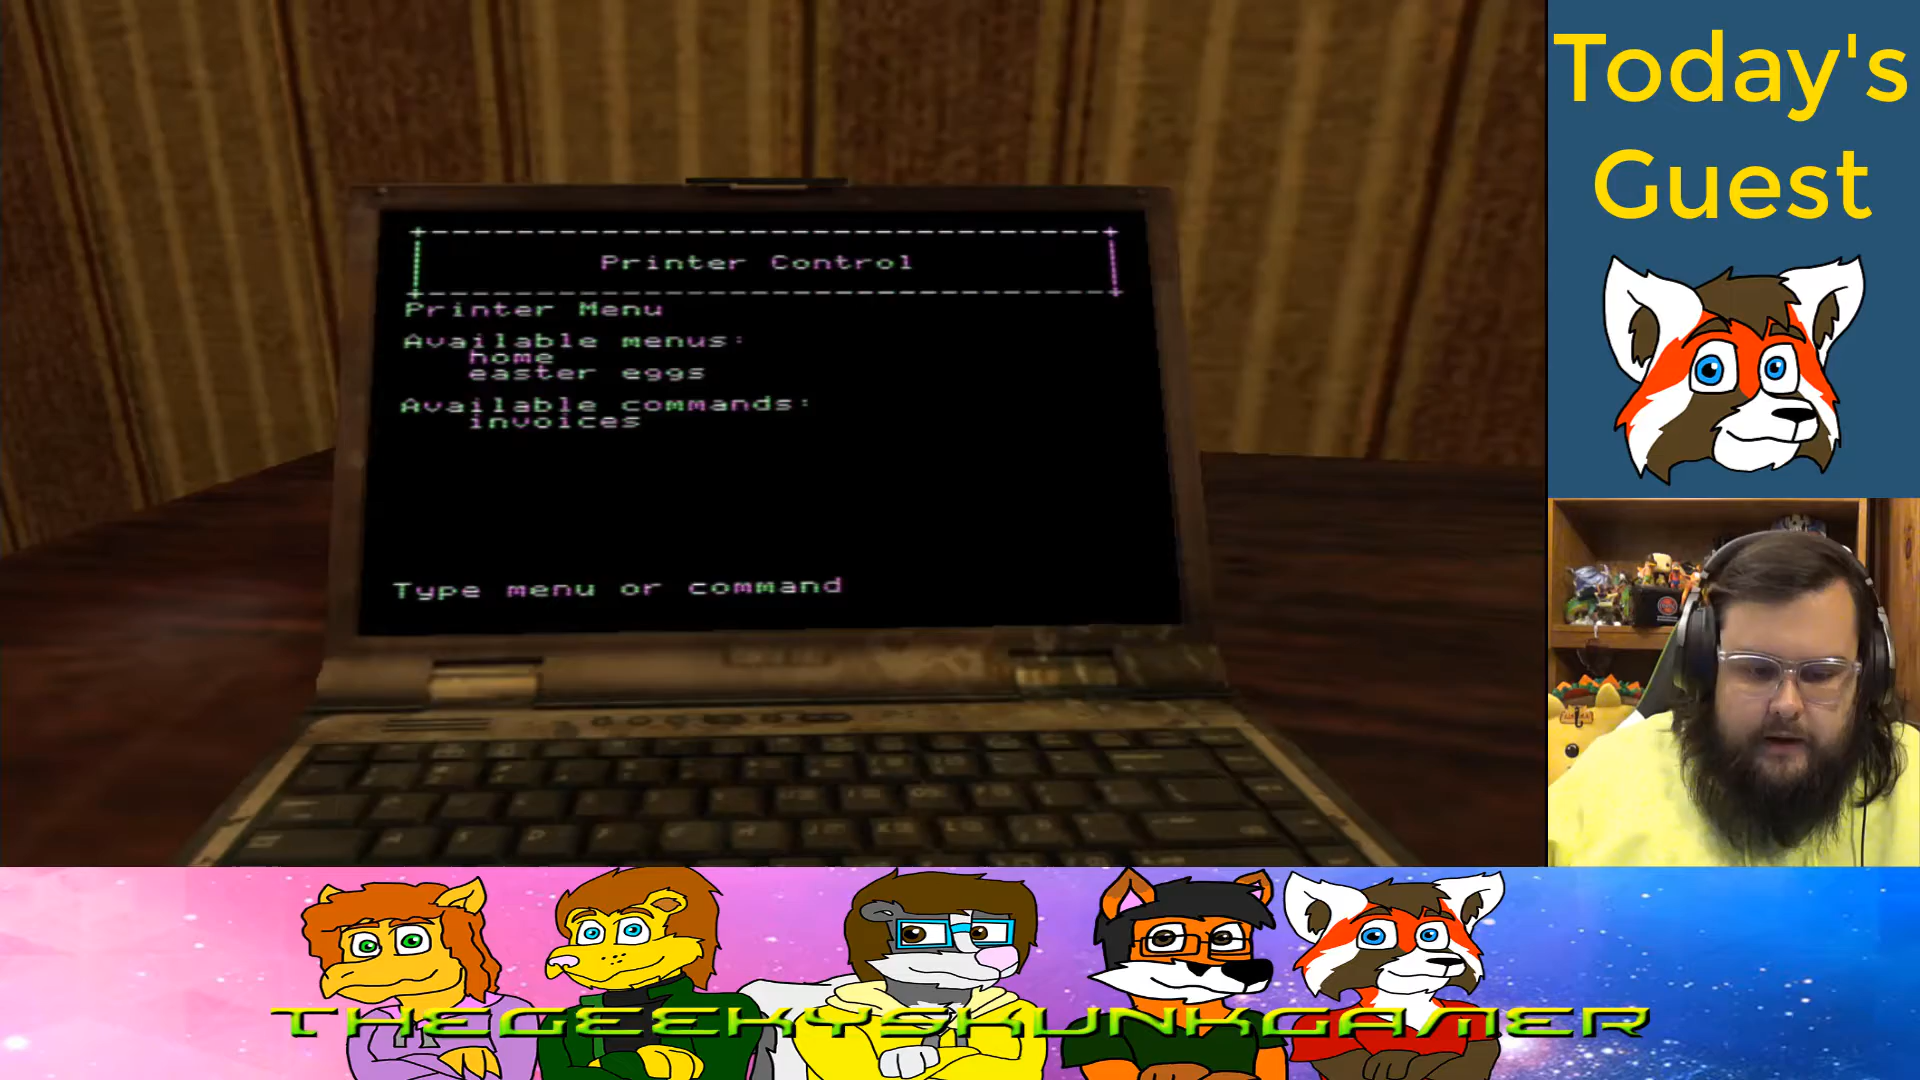 Printer Control
Printer Menu
Available menus:
home
easter eggs
Available commands:
invoices
Type menu or command
Today's
Guest
THEGEEKYSKUNKGAMER